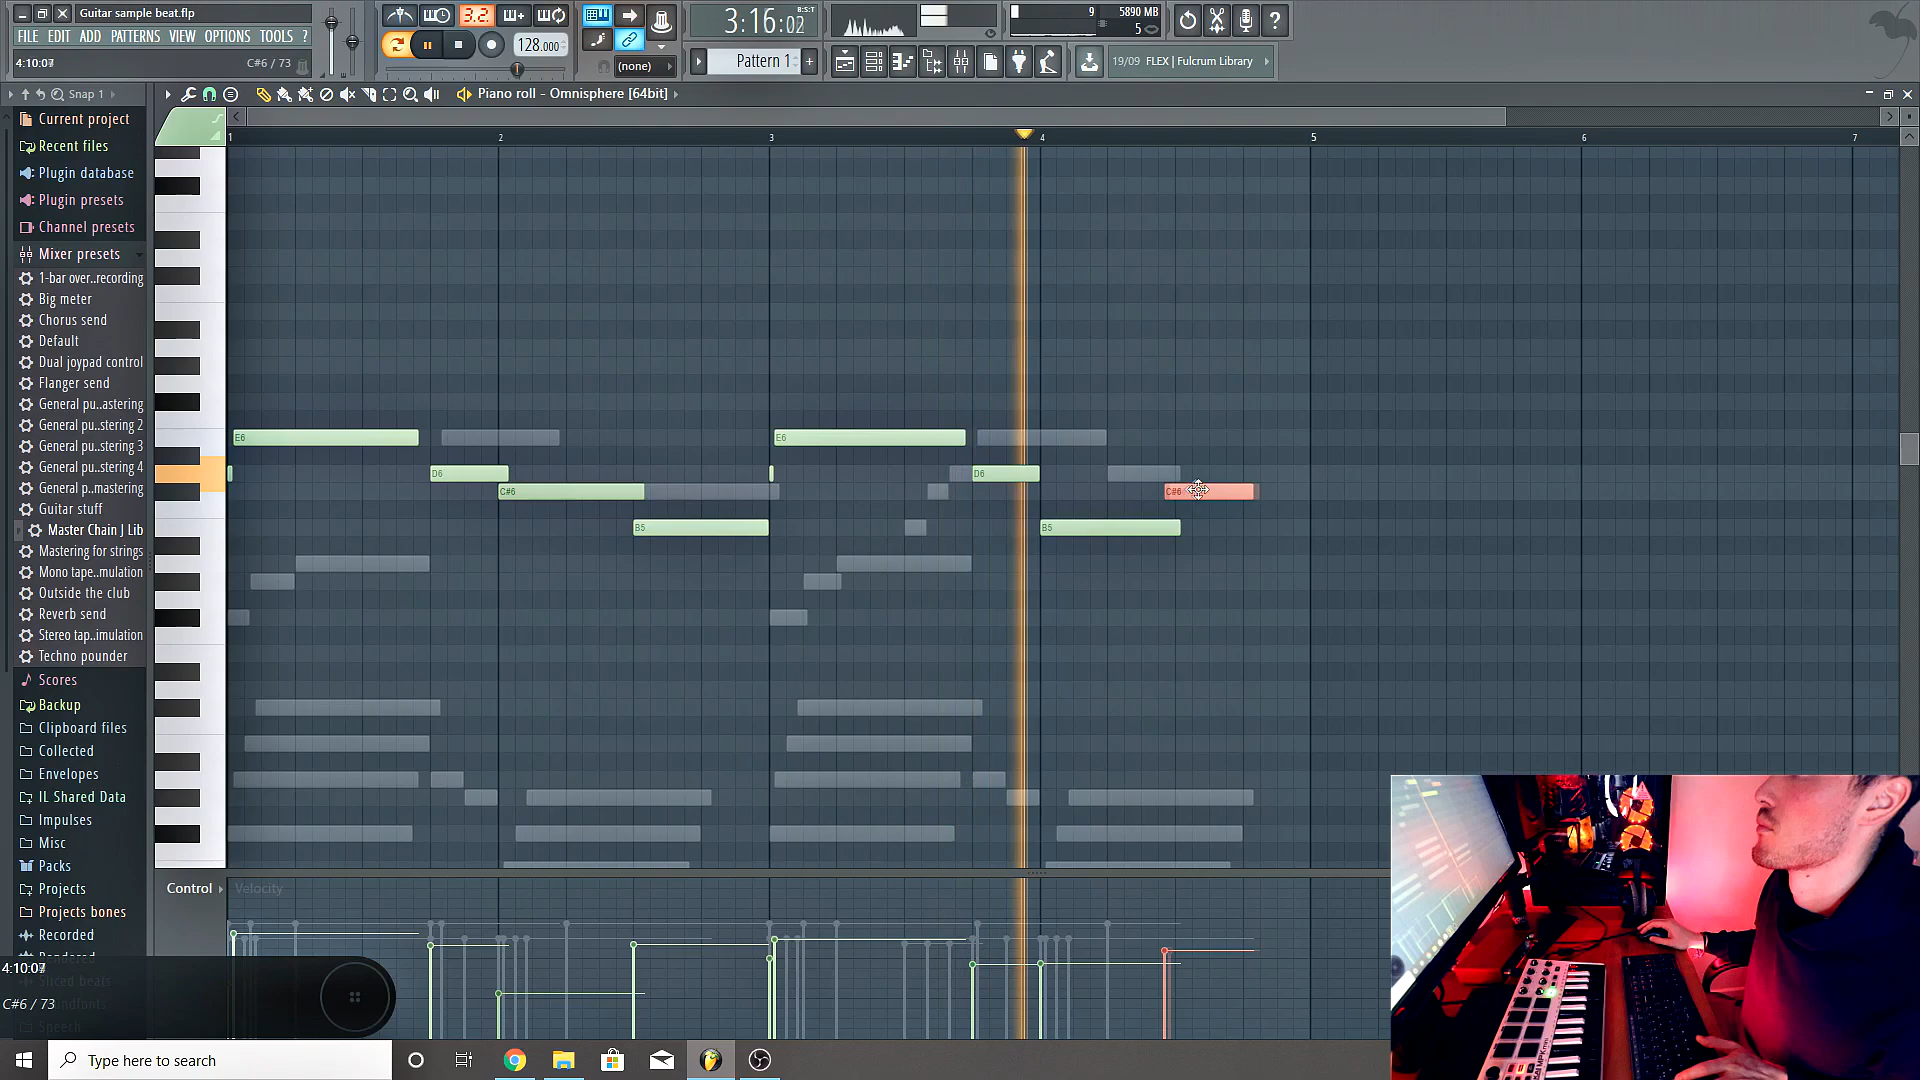 Guitar sample beat.flp
FILE EDIT ADD PATTERNS VIEW OPTIONS TOOLS ?
4:10:07 C#6 / 73
3.2
128.000
(none)
3:16:02 B:S:T
Pattern 1
9
5890 MB
5
19/09 FLEX | Fulcrum Library
Snap 1
Piano roll - Omnisphere [64bit]
1 2 3 4 5 6 7
Current project
Recent files
Plugin database
Plugin presets
Channel presets
Mixer presets
1-bar over..recording
Big meter
Chorus send
Default
Dual joypad control
Flanger send
General pu..astering
General pu..stering 2
General pu..stering 3
General pu..stering 4
General p..mastering
Guitar stuff
Master Chain J Lib
Mastering for strings
Mono tape..mulation
Outside the club
Reverb send
Stereo tap..imulation
Techno pounder
Scores
Backup
Clipboard files
Collected
Envelopes
IL Shared Data
Impulses
Misc
Packs
Projects
Projects bones
Recorded
Rendered
Sliced beats
Speech
E6
D6
C#6
B5
E6
D6
B5
C#6
Control
Velocity
4:10:07
C#6 / 73
Type here to search